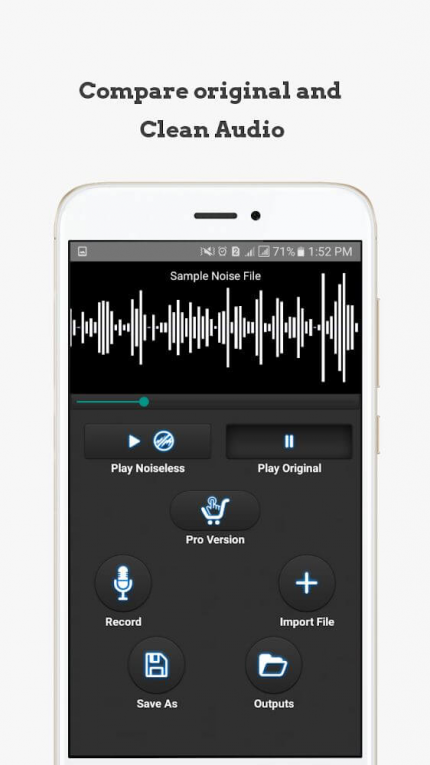 Compare original and
Clean Audio
71% 1:52 PM
Sample Noise File
Play Noiseless
Play Original
Pro Version
Record
Import File
Save As
Outputs